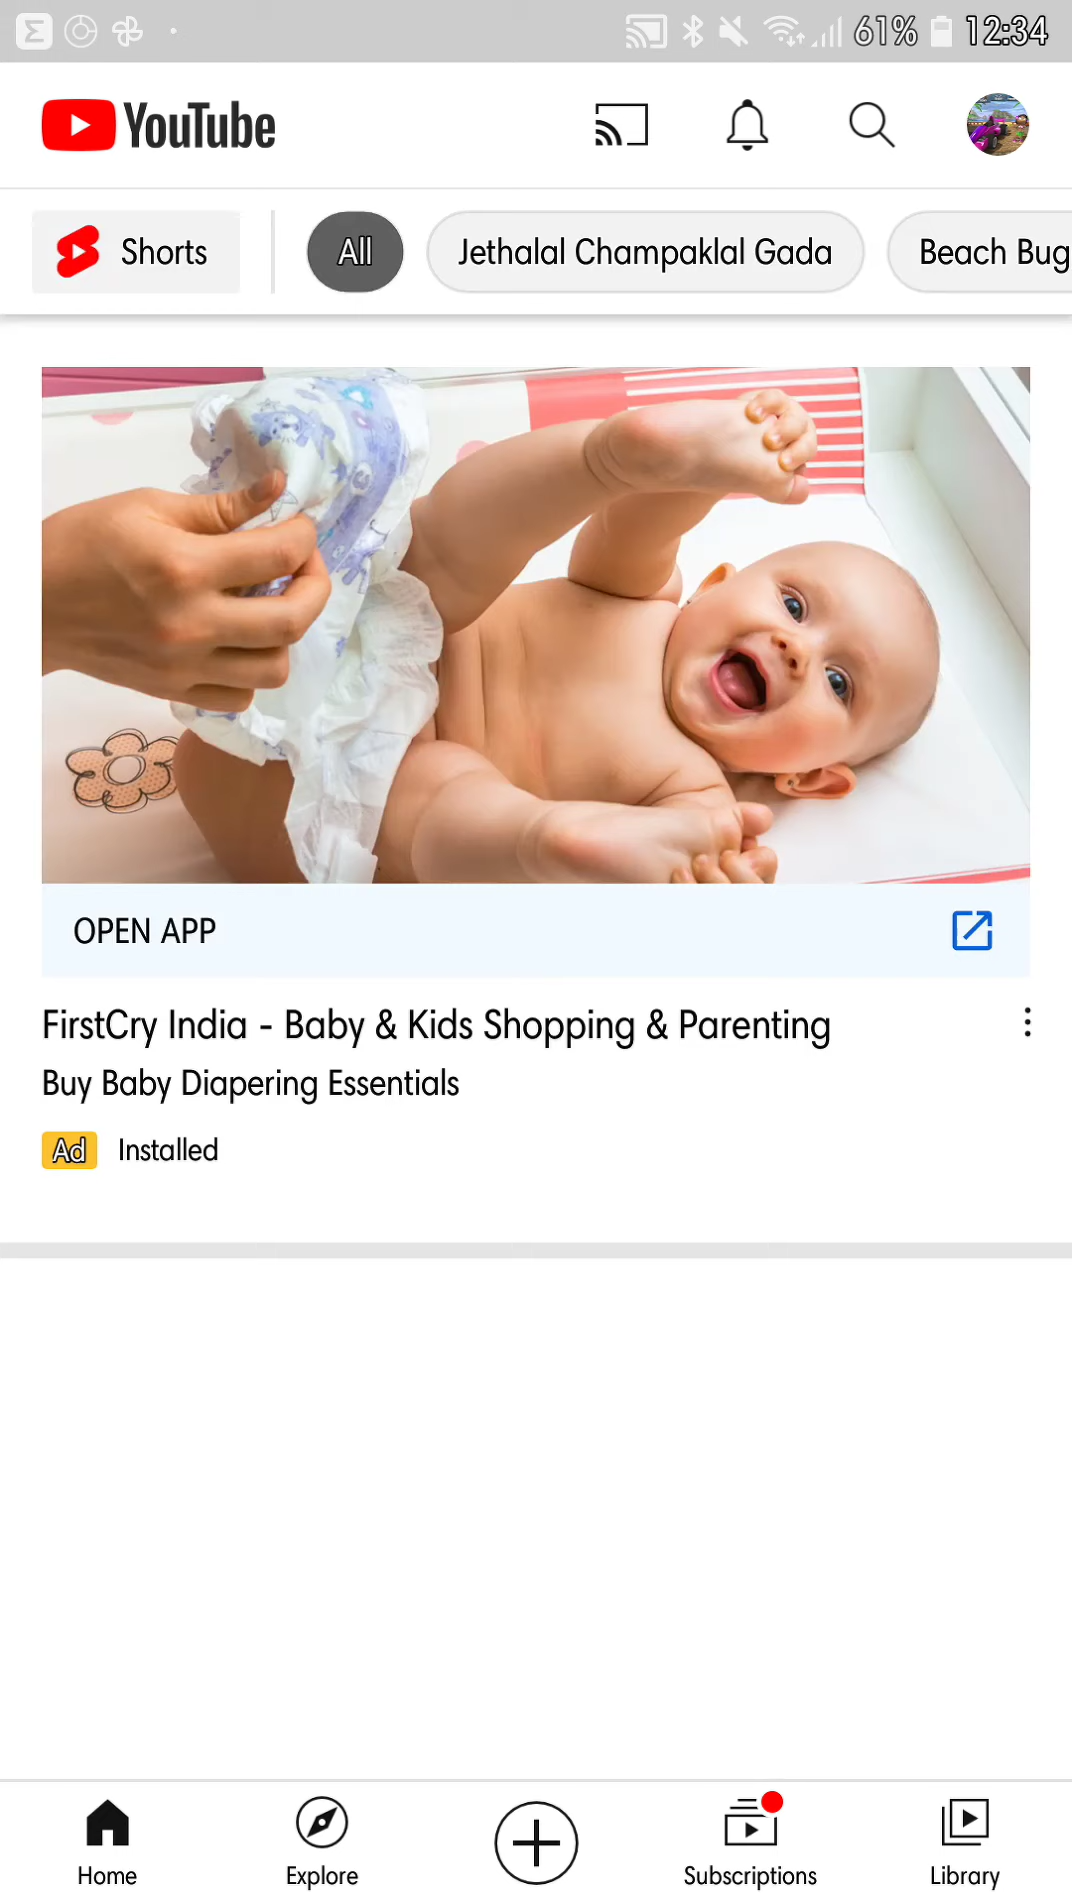 61% 12:34
YouTube
Shorts All Jethalal Champaklal Gada Beach Bug
OPEN APP
FirstCry India - Baby & Kids Shopping & Parenting
Buy Baby Diapering Essentials
Ad Installed
Home Explore Subscriptions Library